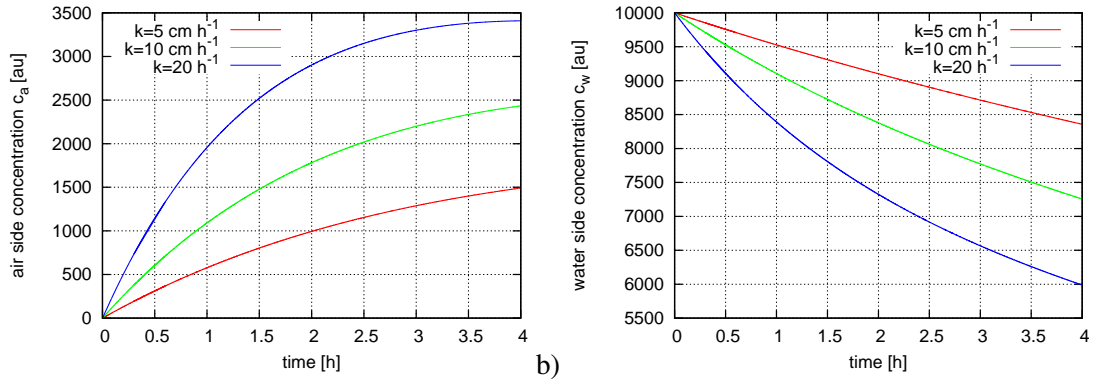 3500
3000
2500
2000
1500
1000
500
0
air side concentration c_a [au]
k=5 cm h^-1
k=10 cm h^-1
k=20 h^-1
0 0.5 1 1.5 2 2.5 3 3.5 4
time [h]
b)
10000
9500
9000
8500
8000
7500
7000
6500
6000
5500
water side concentration c_w [au]
k=5 cm h^-1
k=10 cm h^-1
k=20 h^-1
0 0.5 1 1.5 2 2.5 3 3.5 4
time [h]